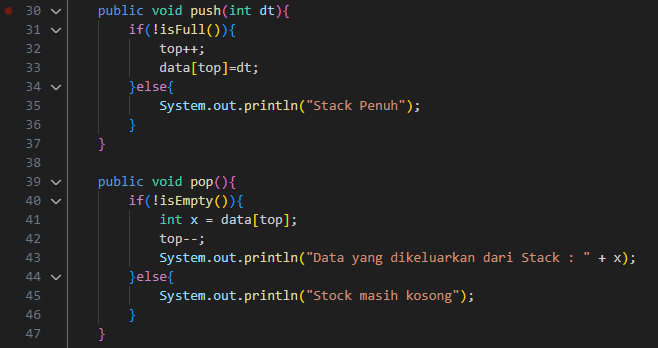 30 public void push(int dt){
31 if(!isFull()){
32 top++;
33 data[top]=dt;
34 }else{
35 System.out.println("Stack Penuh");
36 }
37 }
38
39 public void pop(){
40 if(!isEmpty()){
41 int x = data[top];
42 top--;
43 System.out.println("Data yang dikeluarkan dari Stack : " + x);
44 }else{
45 System.out.println("Stock masih kosong");
46 }
47 }